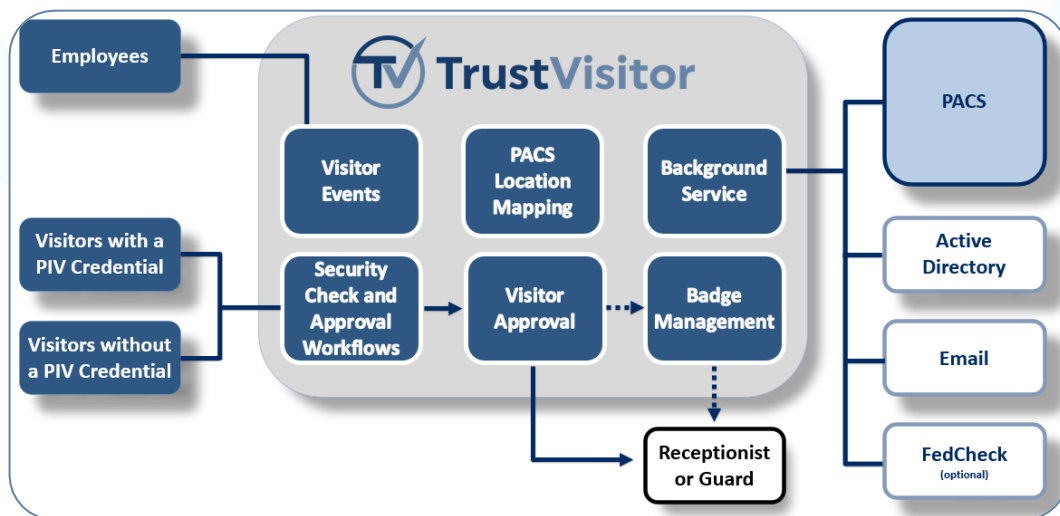 Employees
TV TrustVisitor
PACS
Visitor
Events
PACS
Location
Mapping
Background
Service
Visitors with a
PIV Credential
Active
Directory
Security
Check and
Approval
Workflows
Visitor
Approval
Badge
Management
Visitors without
a PIV Credential
Email
Receptionist
or Guard
FedCheck
(optional)